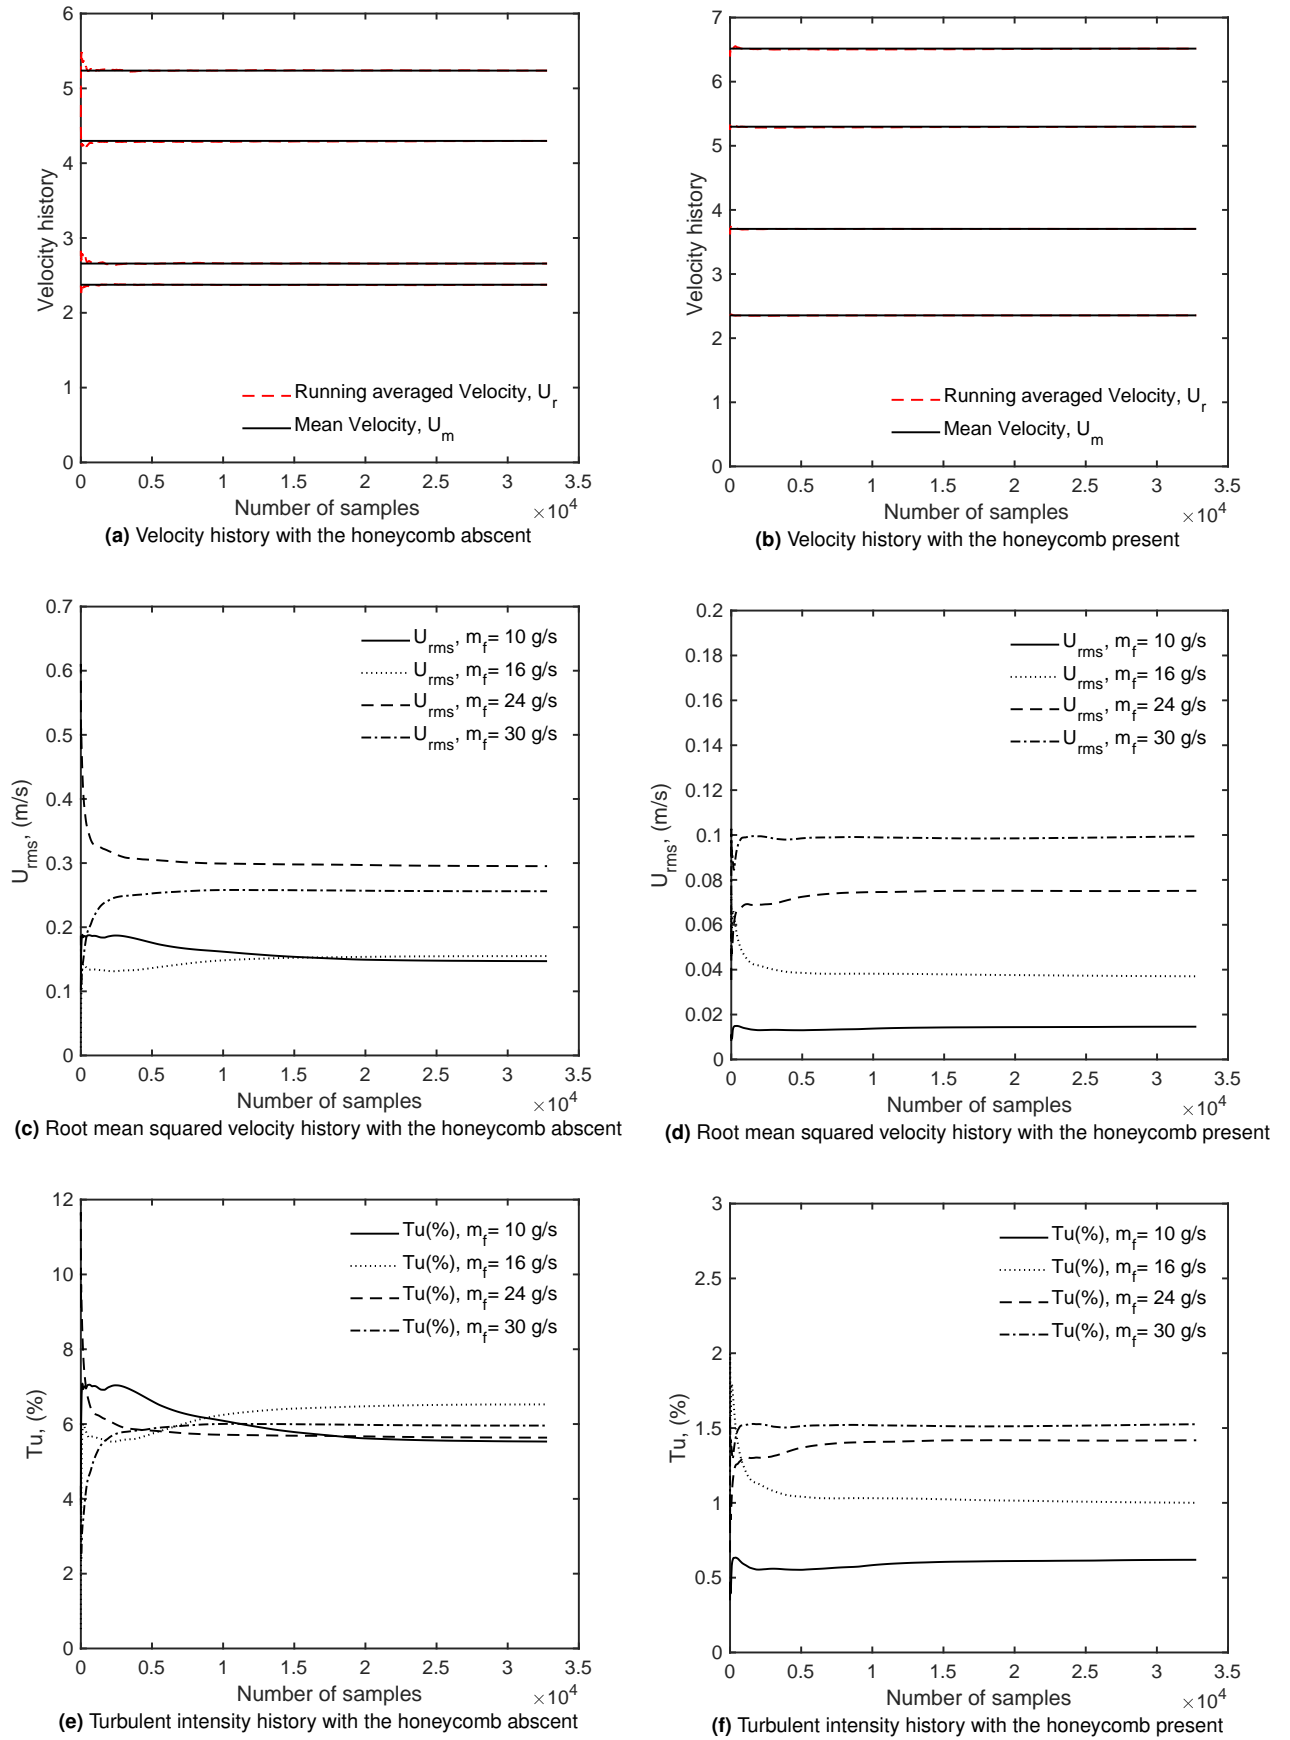 6
5
4
3
2
1
0
Velocity history
Running averaged Velocity, U_r
Mean Velocity, U_m
0 0.5 1 1.5 2 2.5 3 3.5
Number of samples ×10^4
(a) Velocity history with the honeycomb abscent
7
6
5
4
3
2
1
0
Velocity history
Running averaged Velocity, U_r
Mean Velocity, U_m
0 0.5 1 1.5 2 2.5 3 3.5
Number of samples ×10^4
(b) Velocity history with the honeycomb present
0.7
0.6
0.5
0.4
0.3
0.2
0.1
0
U_rms, (m/s)
U_rms, m_f= 10 g/s
U_rms, m_f= 16 g/s
U_rms, m_f= 24 g/s
U_rms, m_f= 30 g/s
0 0.5 1 1.5 2 2.5 3 3.5
Number of samples ×10^4
(c) Root mean squared velocity history with the honeycomb abscent
0.2
0.18
0.16
0.14
0.12
0.1
0.08
0.06
0.04
0.02
0
U_rms, (m/s)
U_rms, m_f= 10 g/s
U_rms, m_f= 16 g/s
U_rms, m_f= 24 g/s
U_rms, m_f= 30 g/s
0 0.5 1 1.5 2 2.5 3 3.5
Number of samples ×10^4
(d) Root mean squared velocity history with the honeycomb present
12
10
8
6
4
2
0
Tu, (%)
Tu(%), m_f= 10 g/s
Tu(%), m_f= 16 g/s
Tu(%), m_f= 24 g/s
Tu(%), m_f= 30 g/s
0 0.5 1 1.5 2 2.5 3 3.5
Number of samples ×10^4
(e) Turbulent intensity history with the honeycomb abscent
3
2.5
2
1.5
1
0.5
0
Tu, (%)
Tu(%), m_f= 10 g/s
Tu(%), m_f= 16 g/s
Tu(%), m_f= 24 g/s
Tu(%), m_f= 30 g/s
0 0.5 1 1.5 2 2.5 3 3.5
Number of samples ×10^4
(f) Turbulent intensity history with the honeycomb present